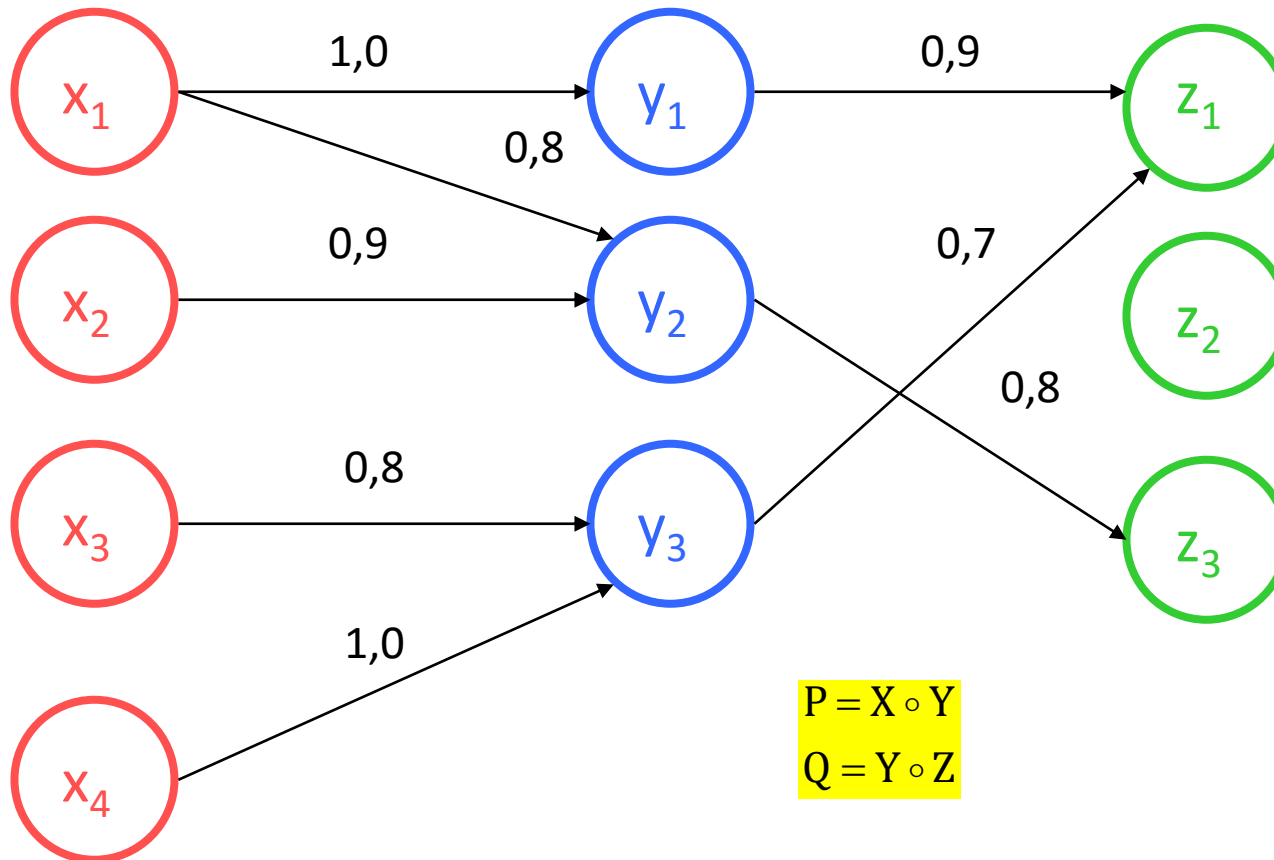 1,0
0,9
x₁
y₁
z₁
0,8
0,9
0,7
x₂
y₂
z₂
0,8
0,8
x₃
y₃
z₃
1,0
P = X ∘ Y
x₄
Q = Y ∘ Z